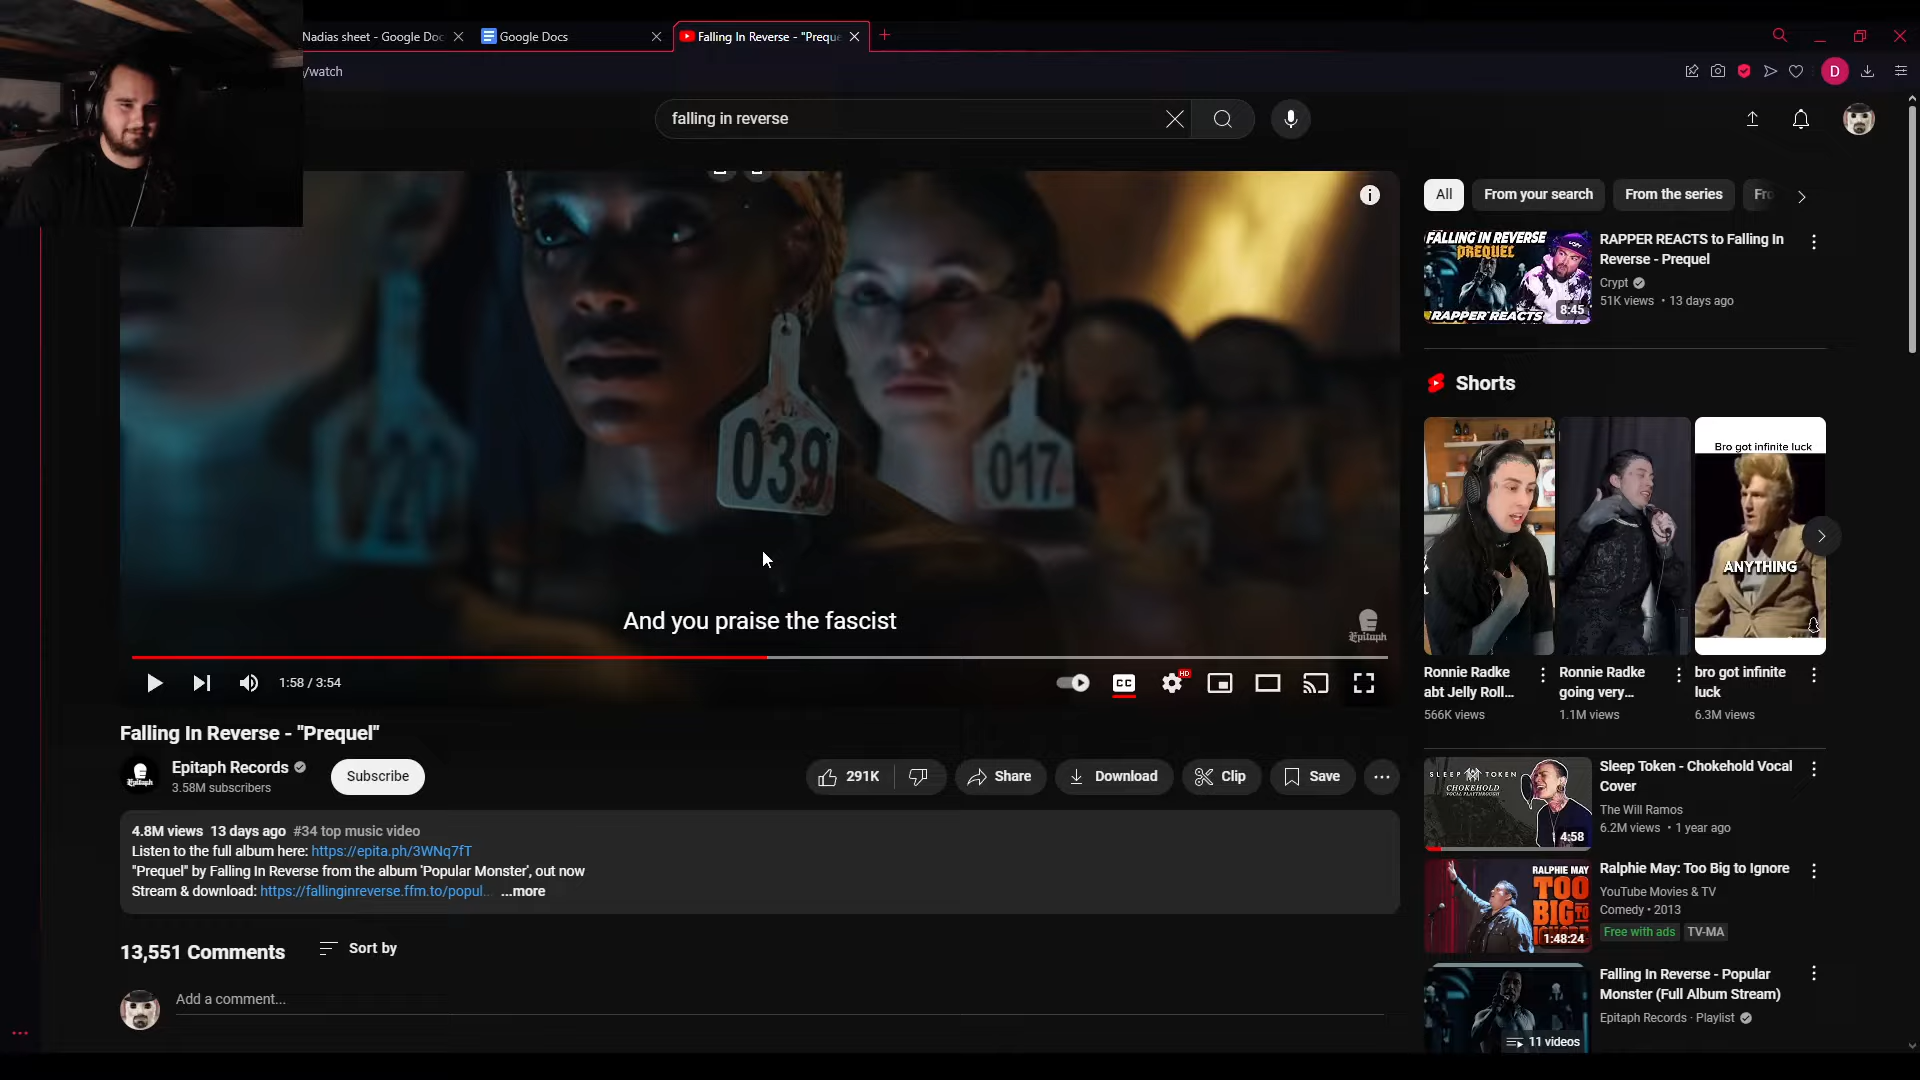 Nadias sheet - Google Doc
Google Docs
Falling In Reverse - "Preque
D
/watch
falling in reverse
039
017
And you praise the fascist
Epitaph
1:58 / 3:54
CC
HD
Falling In Reverse - "Prequel"
Epitaph Records
3.58M subscribers
Subscribe
291K
Share
Download
Clip
Save
4.8M views 13 days ago #34 top music video
Listen to the full album here: https://epita.ph/3WNq7fT
"Prequel" by Falling In Reverse from the album 'Popular Monster', out now
Stream & download: https://fallinginreverse.ffm.to/popul... ...more
13,551 Comments
Sort by
Add a comment...
All
From your search
From the series
Fro
FALLING IN REVERSE
PREQUEL
RAPPER REACTS
8:45
RAPPER REACTS to Falling In
Reverse - Prequel
Crypt
51K views • 13 days ago
Shorts
Bro got infinite luck
ANYTHING
Ronnie Radke
abt Jelly Roll...
566K views
Ronnie Radke
going very...
1.1M views
bro got infinite
luck
6.3M views
SLEEP TOKEN
CHOKEHOLD
VOCAL PLAYTHROUGH
4:58
Sleep Token - Chokehold Vocal
Cover
The Will Ramos
6.2M views • 1 year ago
RALPHIE MAY
TOO
BIG TO
IGNORE
1:48:24
Ralphie May: Too Big to Ignore
YouTube Movies & TV
Comedy • 2013
Free with ads
TV-MA
11 videos
Falling In Reverse - Popular
Monster (Full Album Stream)
Epitaph Records · Playlist